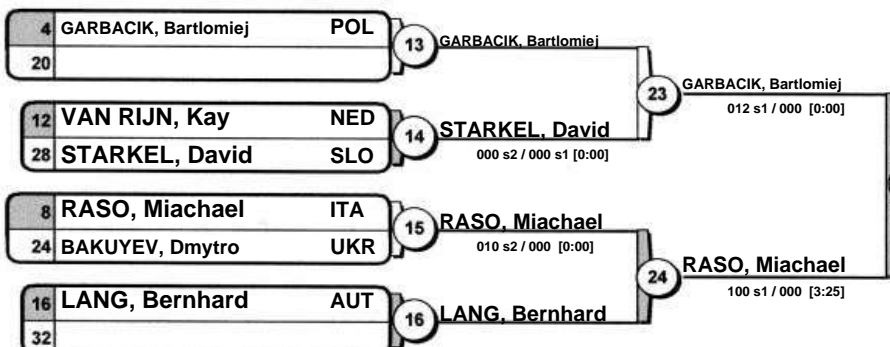 4 GARBACIK, Bartlomiej POL
20
13
GARBACIK, Bartlomiej
12 VAN RIJN, Kay NED
28 STARKEL, David SLO
14
STARKEL, David
000 s2 / 000 s1 [0:00]
23
GARBACIK, Bartlomiej
012 s1 / 000 [0:00]
8 RASO, Miachael ITA
24 BAKUYEV, Dmytro UKR
15
RASO, Miachael
010 s2 / 000 [0:00]
16 LANG, Bernhard AUT
32
16
LANG, Bernhard
24
RASO, Miachael
100 s1 / 000 [3:25]